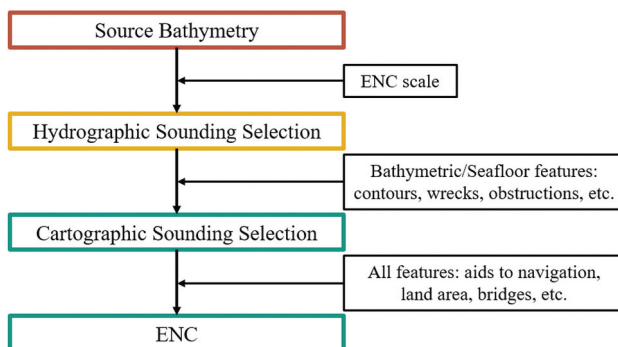 Source Bathymetry
ENC scale
Hydrographic Sounding Selection
Bathymetric/Seafloor features:
contours, wrecks, obstructions, etc.
Cartographic Sounding Selection
All features: aids to navigation,
land area, bridges, etc.
ENC